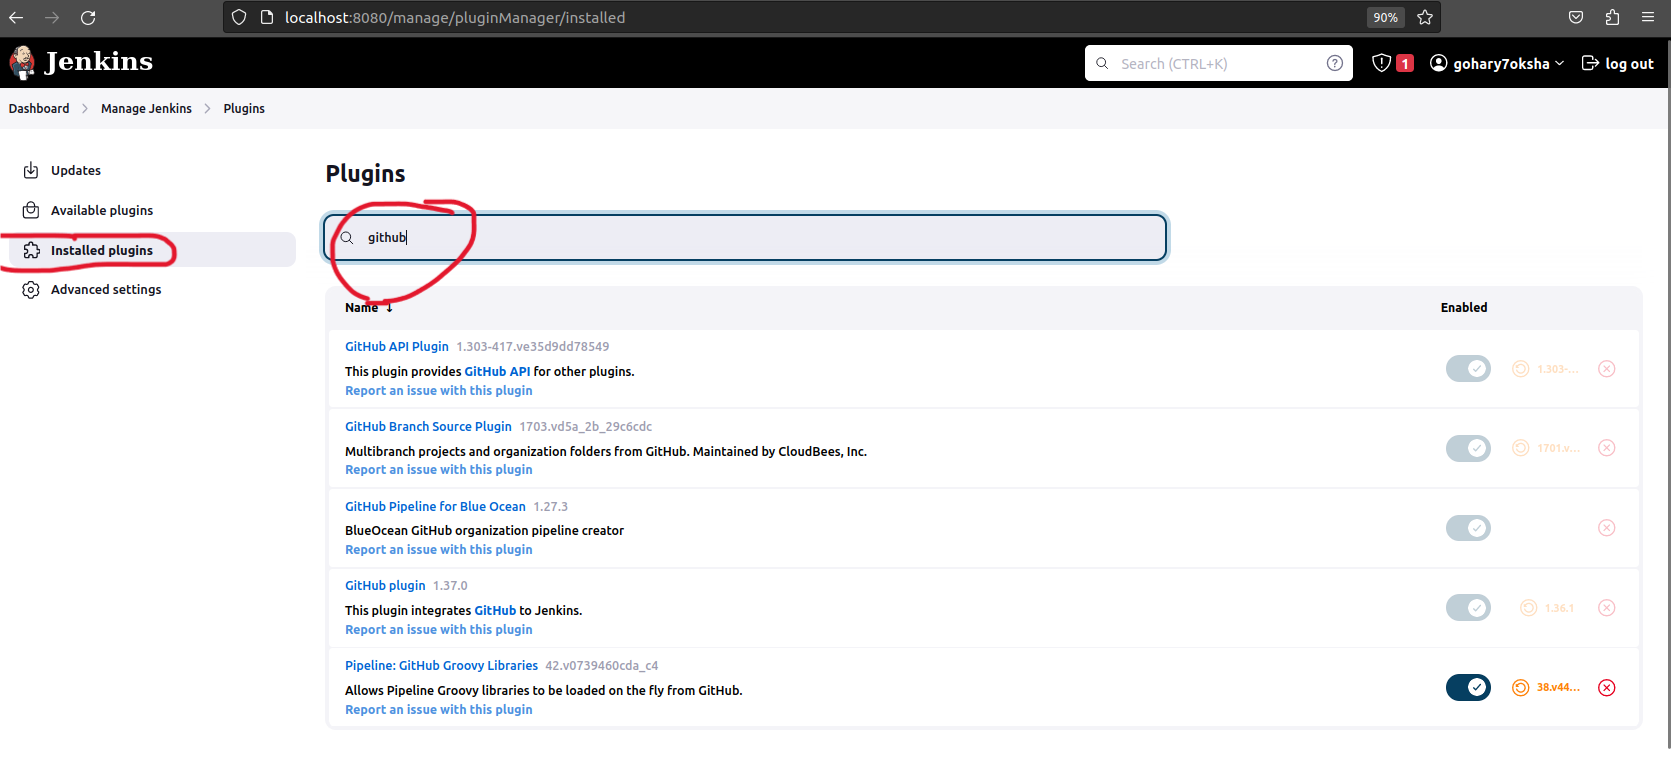 localhost:8080/manage/pluginManager/installed
90%
Jenkins
Search (CTRL+K)
1
gohary7oksha
log out
Dashboard
Manage Jenkins
Plugins
Updates
Available plugins
Installed plugins
Advanced settings
Plugins
github
Name ↓
Enabled
GitHub API Plugin 1.303-417.ve35d9dd78549
This plugin provides GitHub API for other plugins.
Report an issue with this plugin
1.303-...
GitHub Branch Source Plugin 1703.vd5a_2b_29c6cdc
Multibranch projects and organization folders from GitHub. Maintained by CloudBees, Inc.
Report an issue with this plugin
1701.v...
GitHub Pipeline for Blue Ocean 1.27.3
BlueOcean GitHub organization pipeline creator
Report an issue with this plugin
GitHub plugin 1.37.0
This plugin integrates GitHub to Jenkins.
Report an issue with this plugin
1.36.1
Pipeline: GitHub Groovy Libraries 42.v0739460cda_c4
Allows Pipeline Groovy libraries to be loaded on the fly from GitHub.
Report an issue with this plugin
38.v44...